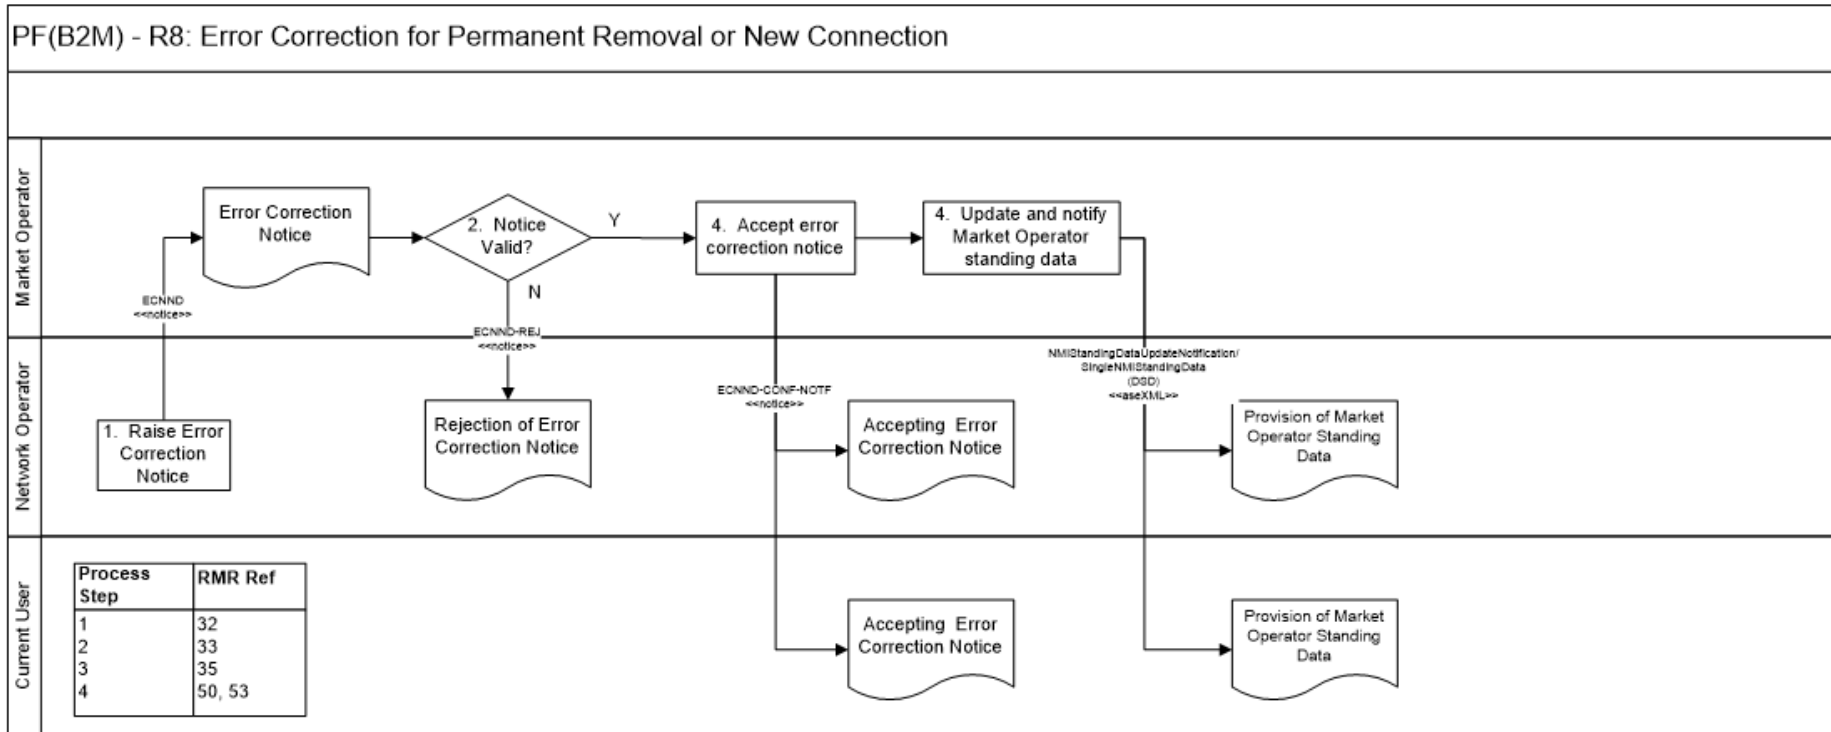 PF(B2M) - R8: Error Correction for Permanent Removal or New Connection
Market Operator
Error Correction
Notice
2. Notice
Valid?
Y
N
4. Accept error
correction notice
4. Update and notify
Market Operator
standing data
ECNND
<<notice>>
ECNND-REJ
<<notice>>
Network Operator
1. Raise Error
Correction
Notice
Rejection of Error
Correction Notice
ECNND-CONF-NOTF
<<notice>>
Accepting Error
Correction Notice
NMIStandingDataUpdateNotification/
SingleNMIStandingData
(DSD)
<<aseXML>>
Provision of Market
Operator Standing
Data
Current User
Process
Step
RMR Ref
1
32
2
33
3
35
4
50, 53
Accepting Error
Correction Notice
Provision of Market
Operator Standing
Data